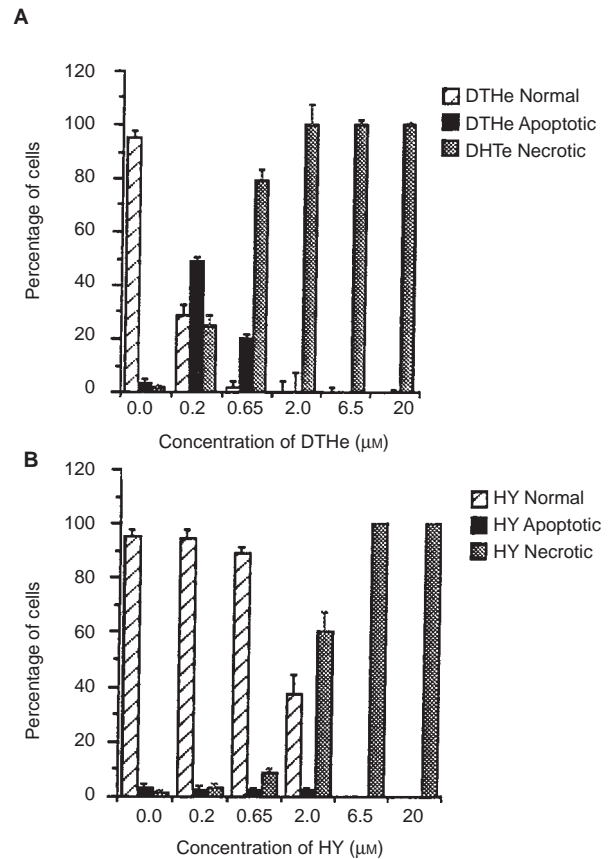 A
120
100
80
60
40
20
0
Percentage of cells
DTHe Normal
DTHe Apoptotic
DHTe Necrotic
0.0 0.2 0.65 2.0 6.5 20
Concentration of DTHe (μM)
B
120
100
80
60
40
20
0
Percentage of cells
HY Normal
HY Apoptotic
HY Necrotic
0.0 0.2 0.65 2.0 6.5 20
Concentration of HY (μM)